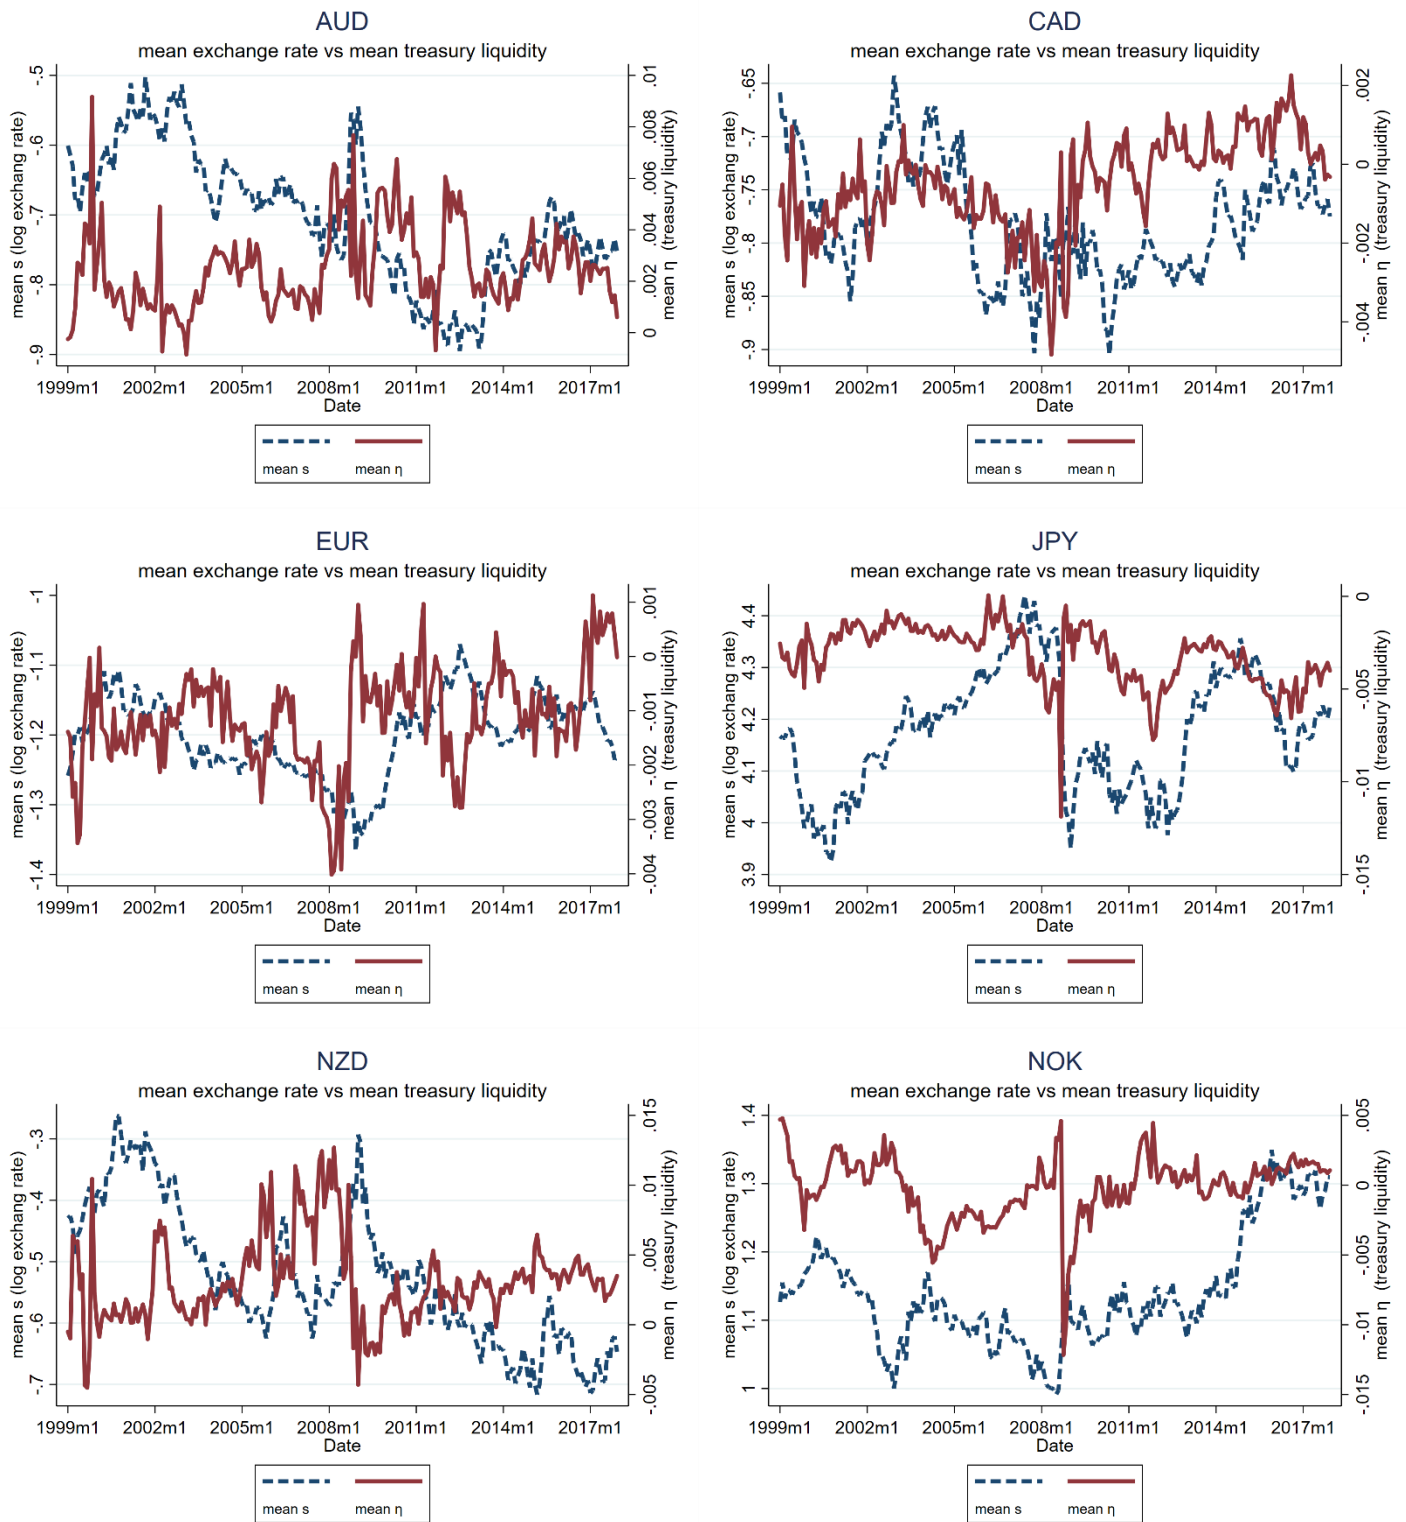 AUD
mean exchange rate vs mean treasury liquidity
mean s (log exchang rate)
-.5
-.6
-.7
-.8
-.9
.01
.008
.006
.004
.002
0
mean η (treasury liquidity)
1999m1 2002m1 2005m1 2008m1 2011m1 2014m1 2017m1
Date
mean s mean η
CAD
mean exchange rate vs mean treasury liquidity
mean s (log exchang rate)
-.65
-.7
-.75
-.8
-.85
-.9
.002
0
-.002
-.004
mean η (treasury liquidity)
1999m1 2002m1 2005m1 2008m1 2011m1 2014m1 2017m1
Date
mean s mean η
EUR
mean exchange rate vs mean treasury liquidity
mean s (log exchang rate)
-1
-1.1
-1.2
-1.3
-1.4
.001
0
-.001
-.002
-.003
-.004
mean η (treasury liquidity)
1999m1 2002m1 2005m1 2008m1 2011m1 2014m1 2017m1
Date
mean s mean η
JPY
mean exchange rate vs mean treasury liquidity
mean s (log exchang rate)
4.4
4.3
4.2
4.1
4
3.9
0
-.005
-.01
-.015
mean η (treasury liquidity)
1999m1 2002m1 2005m1 2008m1 2011m1 2014m1 2017m1
Date
mean s mean η
NZD
mean exchange rate vs mean treasury liquidity
mean s (log exchang rate)
-.3
-.4
-.5
-.6
-.7
.015
.01
.005
0
-.005
mean η (treasury liquidity)
1999m1 2002m1 2005m1 2008m1 2011m1 2014m1 2017m1
Date
mean s mean η
NOK
mean exchange rate vs mean treasury liquidity
mean s (log exchang rate)
1.4
1.3
1.2
1.1
1
.005
0
-.005
-.01
-.015
mean η (treasury liquidity)
1999m1 2002m1 2005m1 2008m1 2011m1 2014m1 2017m1
Date
mean s mean η